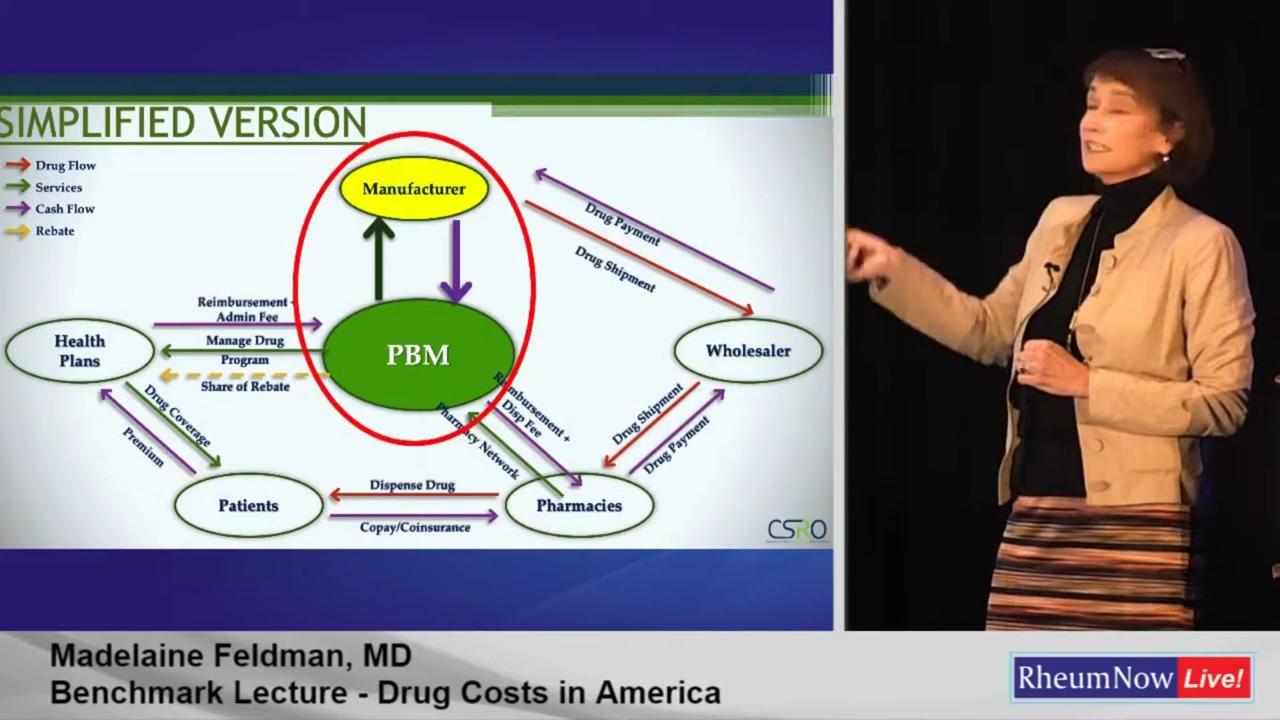 SIMPLIFIED VERSION
Drug Flow
Services
Cash Flow
Rebate
Manufacturer
Drug Payment
Drug Shipment
Reimbursement +
Admin Fee
Manage Drug
Program
Share of Rebate
Health
Plans
PBM
Wholesaler
Reimbursement +
Disp Fee
Pharmacy Network
Drug Coverage
Premium
Drug Shipment
Drug Payment
Patients
Dispense Drug
Copay/Coinsurance
Pharmacies
CSRO
Madelaine Feldman, MD
Benchmark Lecture - Drug Costs in America
RheumNow Live!